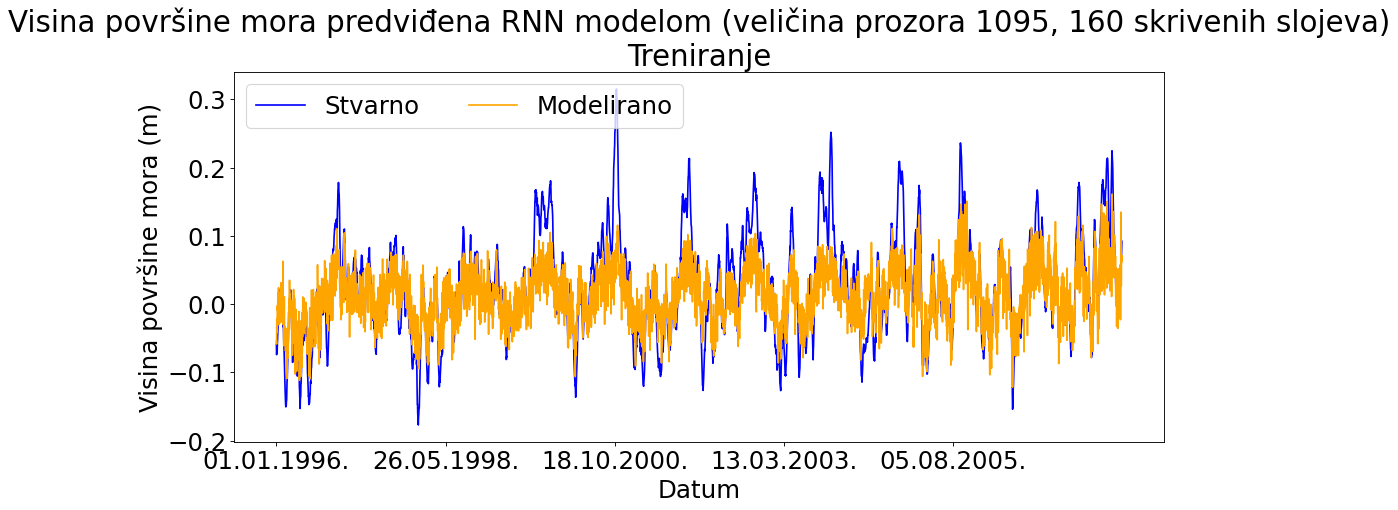 Visina površine mora predviđena RNN modelom (veličina prozora 1095, 160 skrivenih slojeva)
Treniranje
Stvarno Modelirano
Visina površine mora (m)
0.3
0.2
0.1
0.0
−0.1
−0.2
01.01.1996. 26.05.1998. 18.10.2000. 13.03.2003. 05.08.2005.
Datum